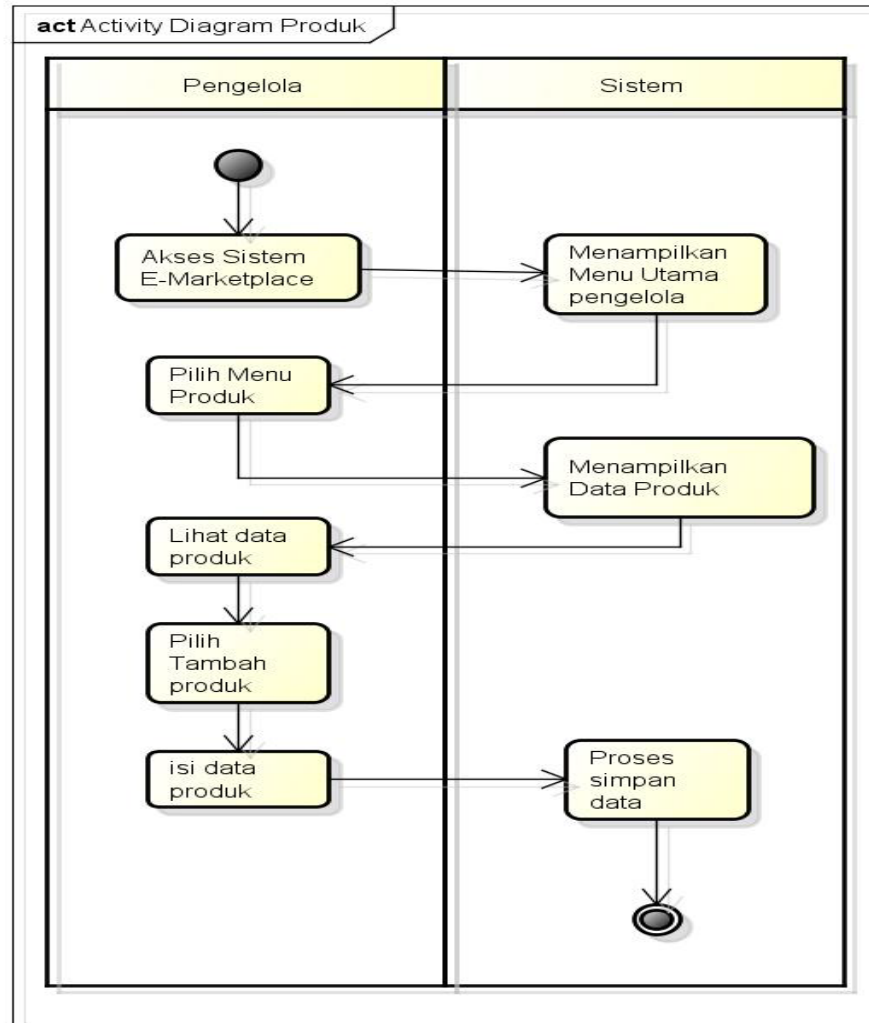 act Activity Diagram Produk
Pengelola
Sistem
Akses Sistem
E-Marketplace
Menampilkan
Menu Utama
pengelola
Pilih Menu
Produk
Menampilkan
Data Produk
Lihat data
produk
Pilih
Tambah
produk
isi data
produk
Proses
simpan
data